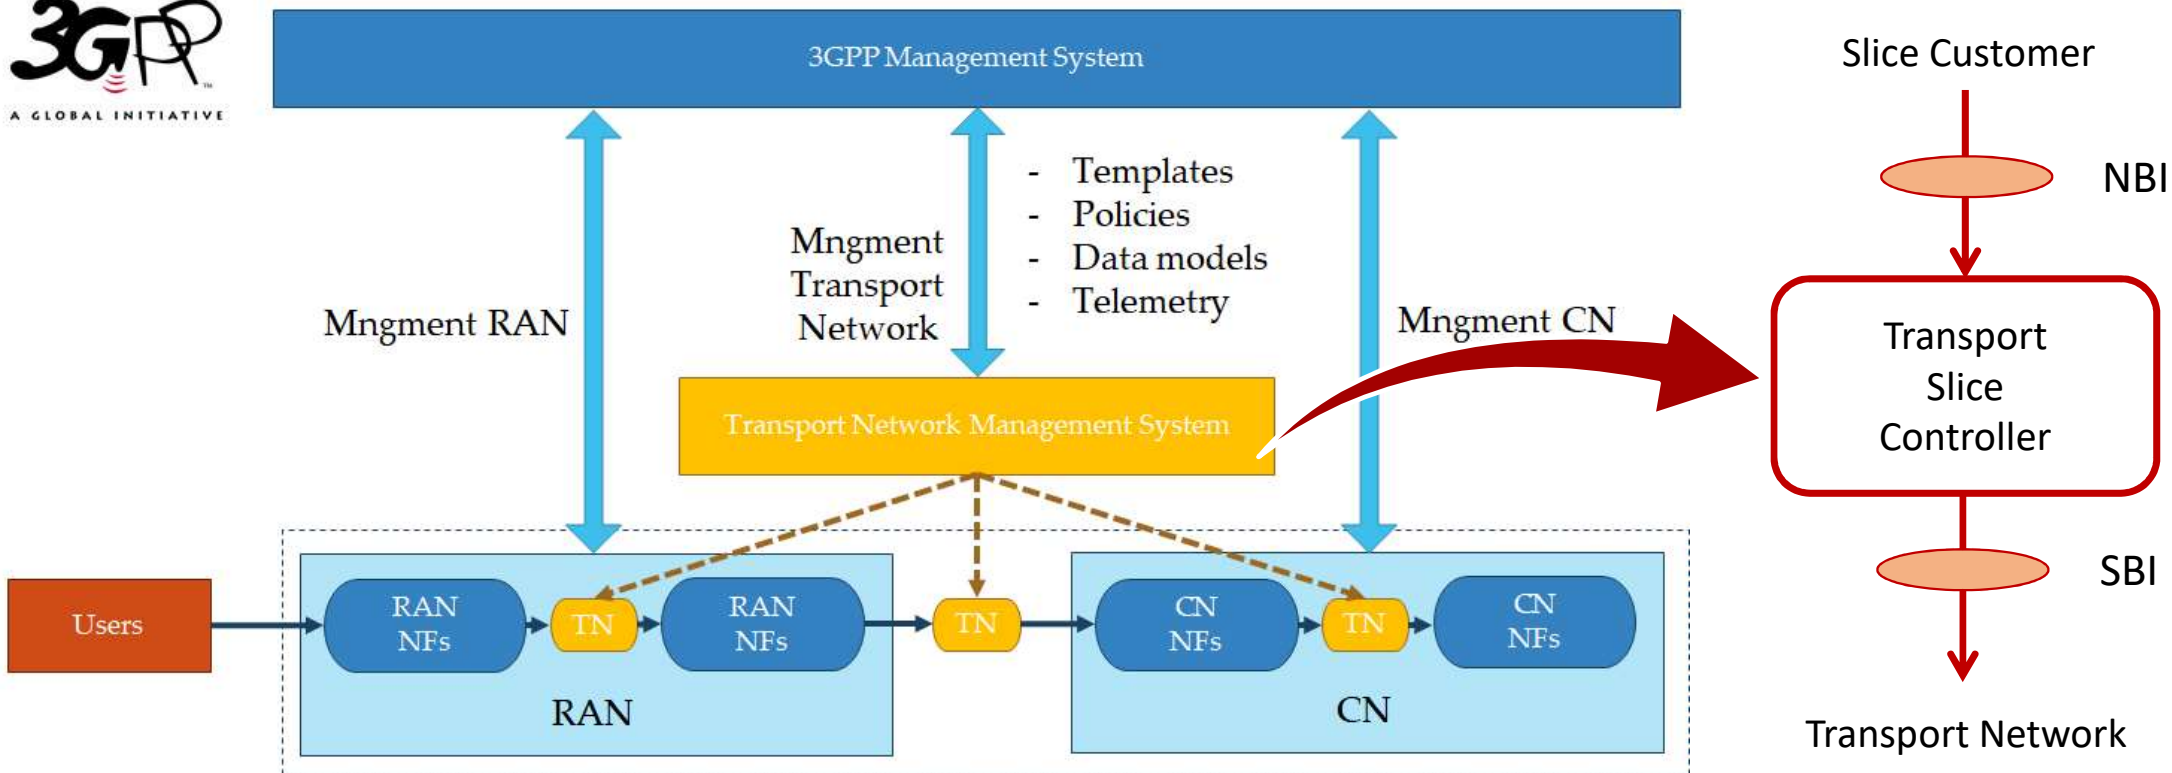 3GPP
™
A GLOBAL INITIATIVE
3GPP Management System
Mngment RAN
Mngment
Transport
Network
- Templates
- Policies
- Data models
- Telemetry
Mngment CN
Transport Network Management System
Users
RAN
NFs
TN
RAN
NFs
RAN
TN
CN
NFs
TN
CN
NFs
CN
Slice Customer
NBI
Transport
Slice
Controller
SBI
Transport Network